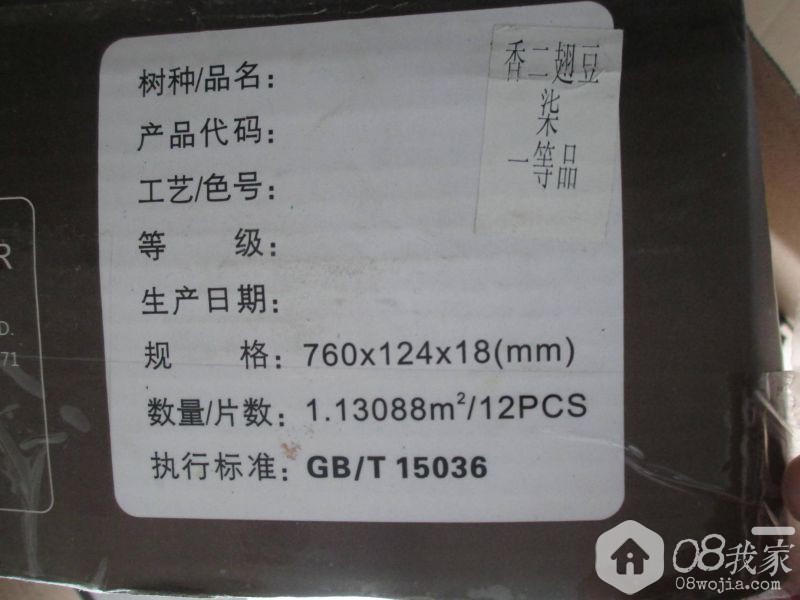 香二翅豆
柒
一等品
树种/品名：
产品代码：
工艺/色号：
等 级：
生产日期：
规 格：760x124x18(mm)
数量/片数：1.13088m²/12PCS
执行标准：GB/T 15036
R
D.
71
08我家
08wojia.com